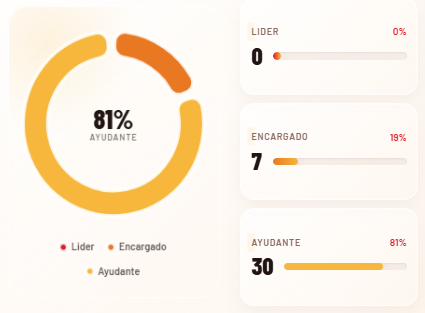 81%
AYUDANTE
Lider
Encargado
Ayudante
LIDER 0%
0
ENCARGADO 19%
7
AYUDANTE 81%
30